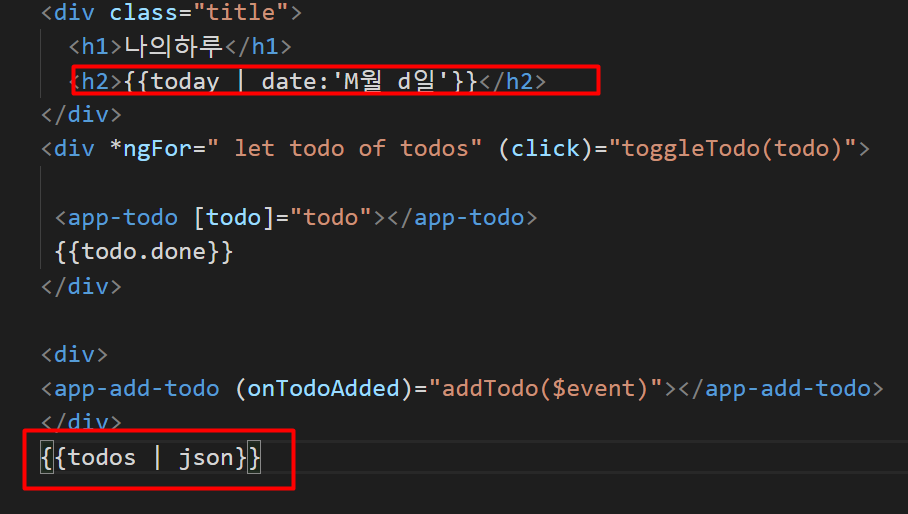 <div class="title">
<h1>나의하루</h1>
<h2>{{today | date:'M월 d일'}}</h2>
</div>
<div *ngFor=" let todo of todos" (click)="toggleTodo(todo)">
<app-todo [todo]="todo"></app-todo>
{{todo.done}}
</div>
<div>
<app-add-todo (onTodoAdded)="addTodo($event)"></app-add-todo>
</div>
{{todos | json}}